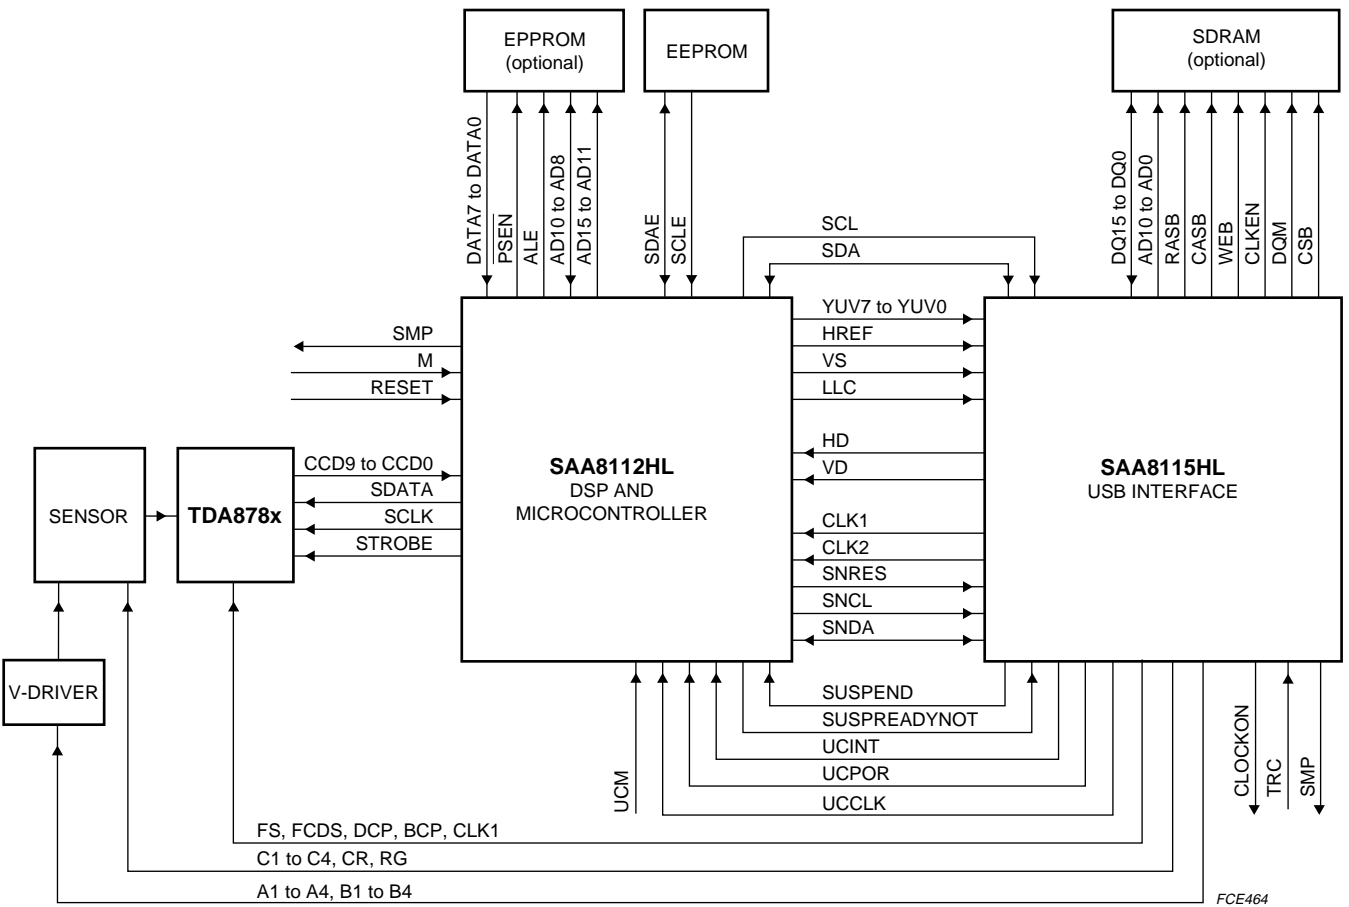 EPPROM
(optional)
EEPROM
SDRAM
(optional)
DATA7 to DATA0
PSEN
ALE
AD10 to AD8
AD15 to AD11
SDAE
SCLE
DQ15 to DQ0
AD10 to AD0
RASB
CASB
WEB
CLKEN
DQM
CSB
SCL
SDA
SMP
M
RESET
YUV7 to YUV0
HREF
VS
LLC
HD
VD
CLK1
CLK2
SNRES
SNCL
SNDA
SENSOR
TDA878x
CCD9 to CCD0
SDATA
SCLK
STROBE
SAA8112HL
DSP AND
MICROCONTROLLER
SAA8115HL
USB INTERFACE
V-DRIVER
SUSPEND
SUSPREADYNOT
UCINT
UCPOR
UCCLK
UCM
CLOCKON
TRC
SMP
FS, FCDS, DCP, BCP, CLK1
C1 to C4, CR, RG
A1 to A4, B1 to B4
FCE464